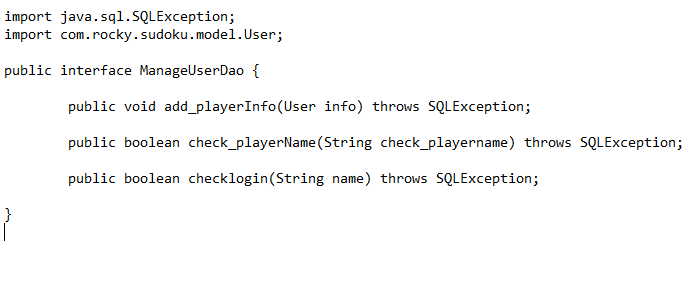 import java.sql.SQLException;
import com.rocky.sudoku.model.User;
public interface ManageUserDao {
public void add_playerInfo(User info) throws SQLException;
public boolean check_playerName(String check_playername) throws SQLException;
public boolean checklogin(String name) throws SQLException;
}